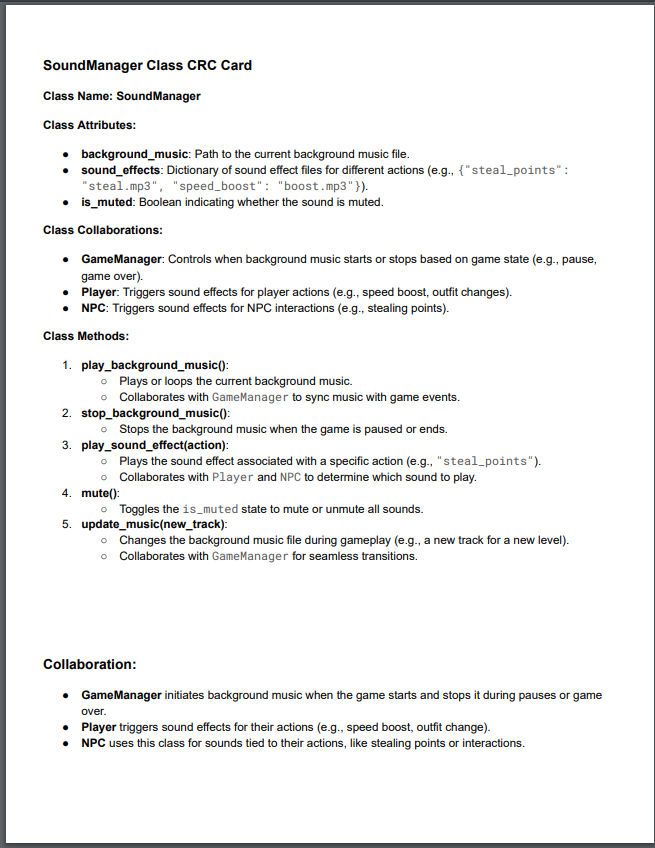 SoundManager Class CRC Card
Class Name: SoundManager
Class Attributes:
● background_music: Path to the current background music file.
● sound_effects: Dictionary of sound effect files for different actions (e.g., {"steal_points":
"steal.mp3", "speed_boost": "boost.mp3"}).
● is_muted: Boolean indicating whether the sound is muted.
Class Collaborations:
● GameManager: Controls when background music starts or stops based on game state (e.g., pause,
game over).
● Player: Triggers sound effects for player actions (e.g., speed boost, outfit changes).
● NPC: Triggers sound effects for NPC interactions (e.g., stealing points).
Class Methods:
1. play_background_music():
○ Plays or loops the current background music.
○ Collaborates with GameManager to sync music with game events.
2. stop_background_music():
○ Stops the background music when the game is paused or ends.
3. play_sound_effect(action):
○ Plays the sound effect associated with a specific action (e.g., "steal_points").
○ Collaborates with Player and NPC to determine which sound to play.
4. mute():
○ Toggles the is_muted state to mute or unmute all sounds.
5. update_music(new_track):
○ Changes the background music file during gameplay (e.g., a new track for a new level).
○ Collaborates with GameManager for seamless transitions.
Collaboration:
● GameManager initiates background music when the game starts and stops it during pauses or game
over.
● Player triggers sound effects for their actions (e.g., speed boost, outfit change).
● NPC uses this class for sounds tied to their actions, like stealing points or interactions.